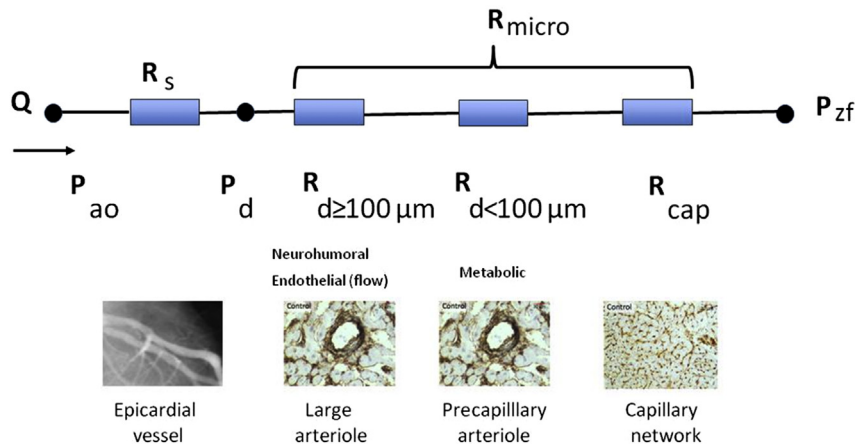 R micro
R s
Q
P zf
P ao
P d
R d≥100 μm
R d<100 μm
R cap
Neurohumoral
Endothelial (flow)
Metabolic
Control
Control
Control
Epicardial
vessel
Large
arteriole
Precapilllary
arteriole
Capillary
network